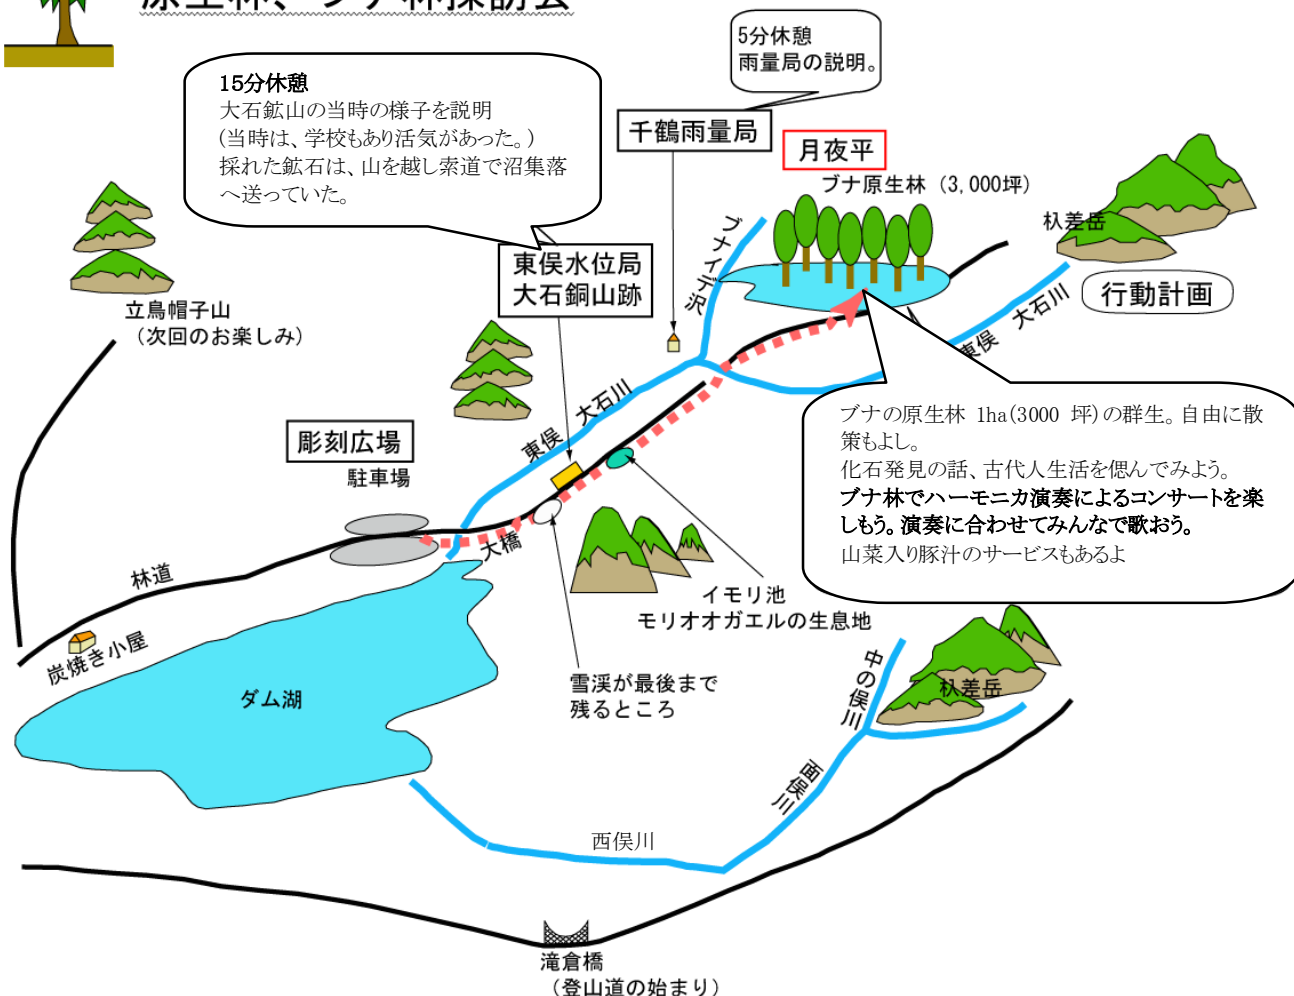 原生林、ブナ林探訪会
5分休憩
雨量局の説明。
15分休憩
大石鉱山の当時の様子を説明
(当時は、学校もあり活気があった。)
採れた鉱石は、山を越し索道で沼集落
へ送っていた。
千鶴雨量局
月夜平
ブナ原生林（3,000坪）
杁差岳
行動計画
ブナイデ沢
東俣水位局
大石銅山跡
東俣 大石川
立烏帽子山
（次回のお楽しみ）
東俣 大石川
彫刻広場
駐車場
ブナの原生林 1ha(3000 坪)の群生。自由に散
策もよし。
化石発見の話、古代人生活を偲んでみよう。
ブナ林でハーモニカ演奏によるコンサートを楽
しもう。演奏に合わせてみんなで歌おう。
山菜入り豚汁のサービスもあるよ
大橋
林道
イモリ池
モリオオガエルの生息地
炭焼き小屋
ダム湖
雪渓が最後まで
残るところ
中の俣川
杁差岳
面俣川
西俣川
滝倉橋
（登山道の始まり）